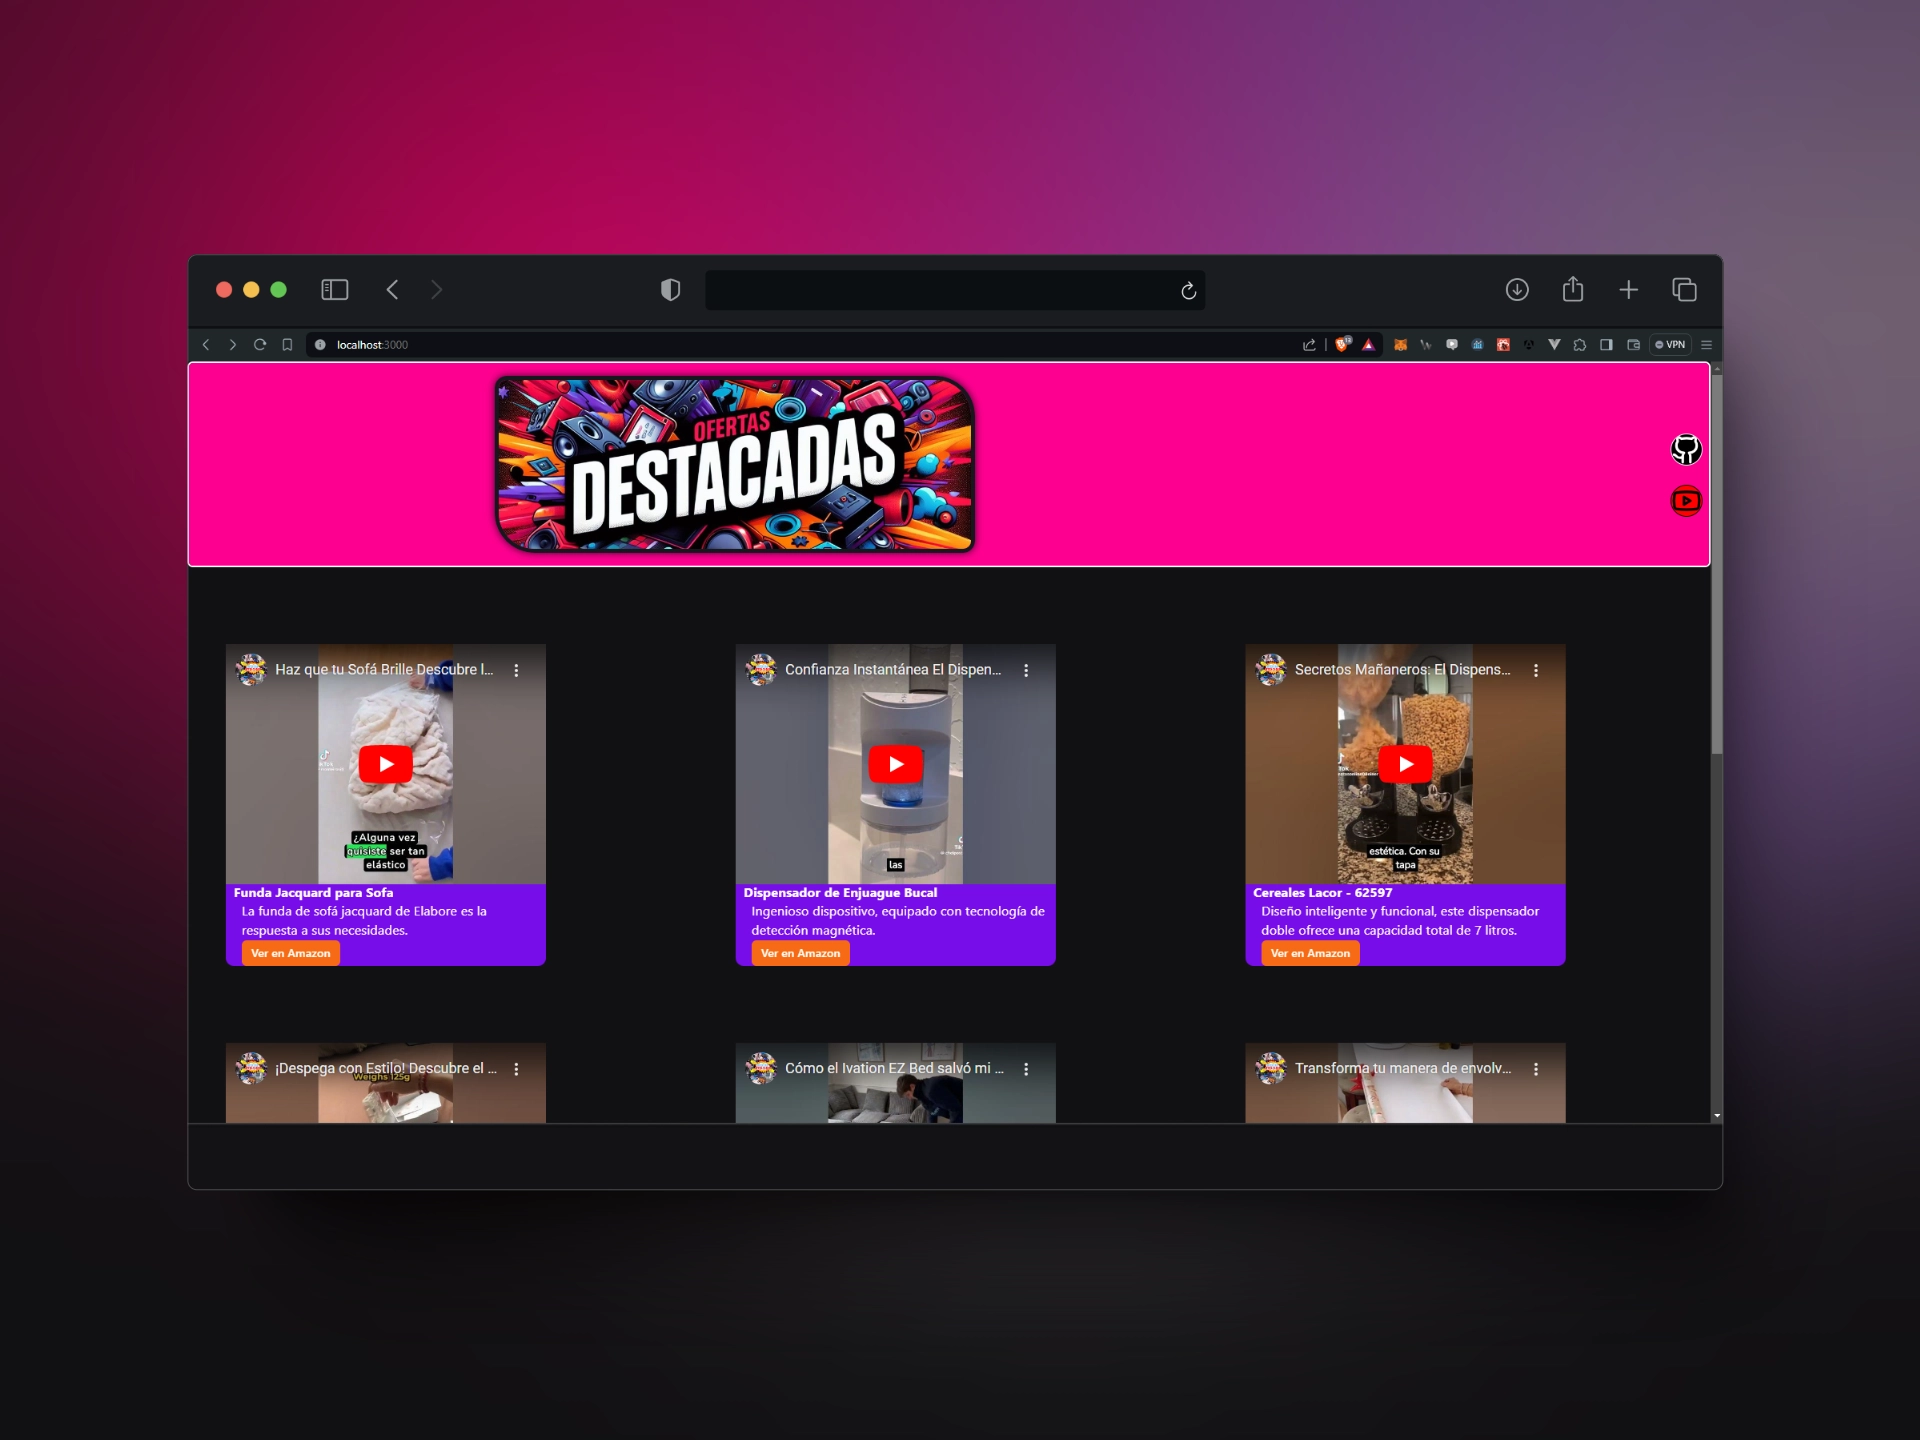 localhost:3000
VPN
OFERTAS
DESTACADAS
Haz que tu Sofá Brille Descubre l...
Confianza Instantánea El Dispen...
Secretos Mañaneros: El Dispens...
¿Alguna vez
quisiste ser tan
elástico
las
estética. Con su
tapa
Funda Jacquard para Sofa
La funda de sofá jacquard de Elabore es la
respuesta a sus necesidades.
Ver en Amazon
Dispensador de Enjuague Bucal
Ingenioso dispositivo, equipado con tecnología de
detección magnética.
Ver en Amazon
Cereales Lacor - 62597
Diseño inteligente y funcional, este dispensador
doble ofrece una capacidad total de 7 litros.
Ver en Amazon
¡Despega con Estilo! Descubre el ...
Weighs 125g
Cómo el Ivation EZ Bed salvó mi ...
Transforma tu manera de envolv...